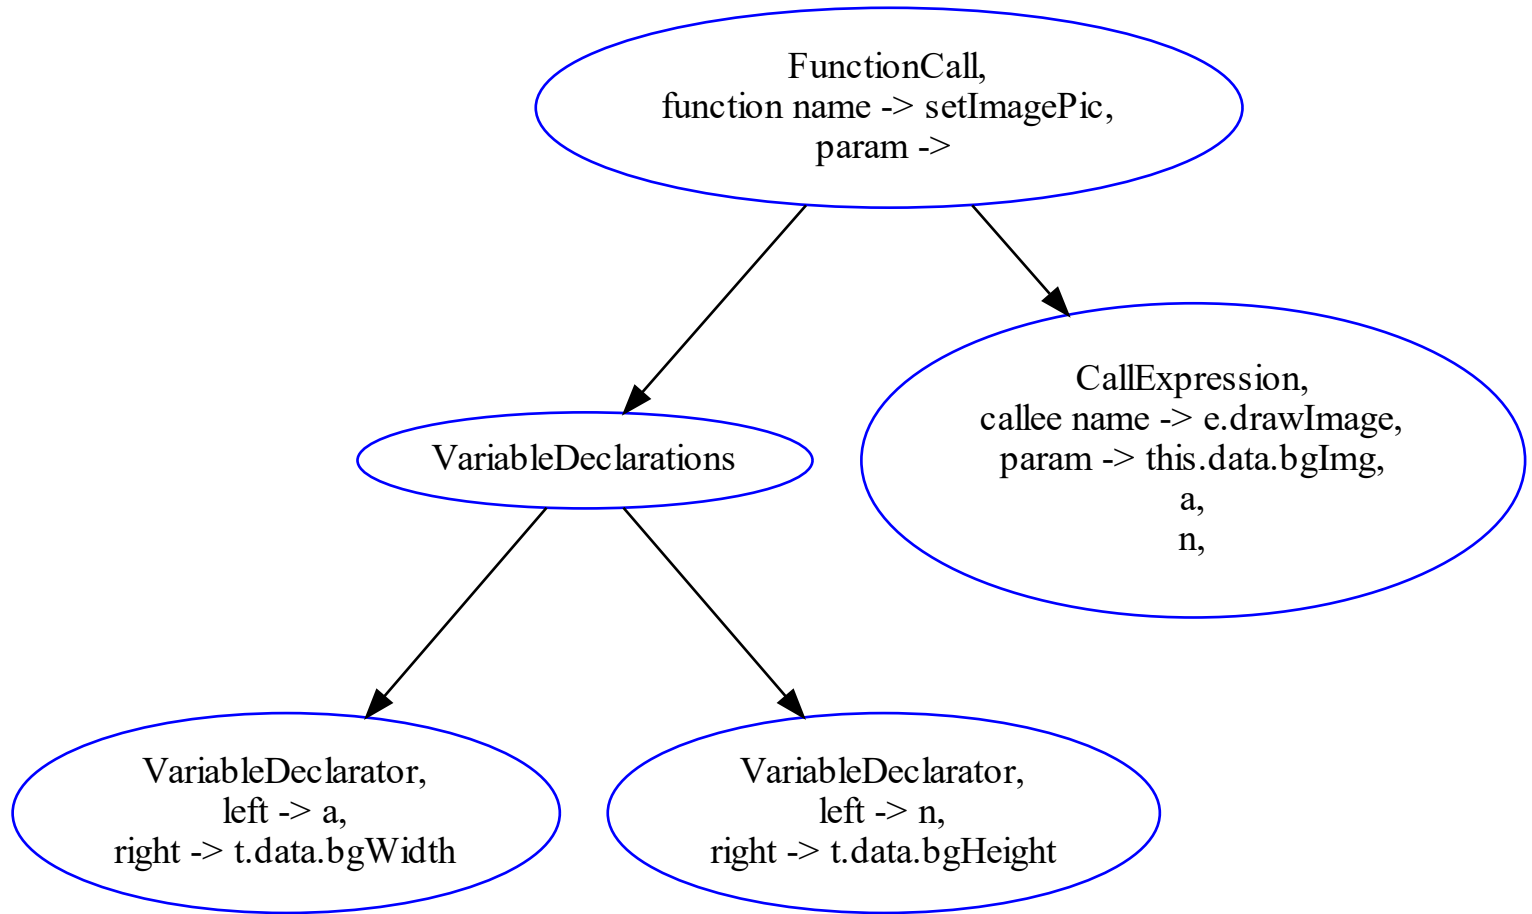 FunctionCall,
function name -> setImagePic,
param ->
CallExpression,
callee name -> e.drawImage,
param -> this.data.bgImg,
a,
n,
VariableDeclarations
VariableDeclarator,
left -> a,
right -> t.data.bgWidth
VariableDeclarator,
left -> n,
right -> t.data.bgHeight